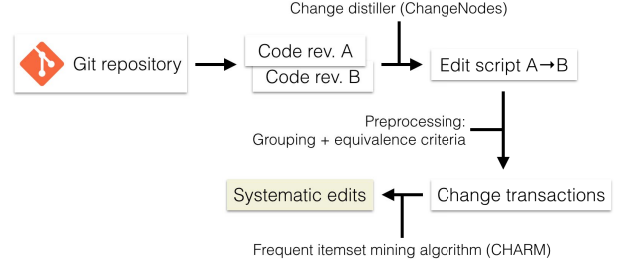 Change distiller (ChangeNodes)
Git repository
Code rev. A
Code rev. B
Edit script A→B
Preprocessing:
Grouping + equivalence criteria
Systematic edits
Change transactions
Frequent itemset mining algorithm (CHARM)